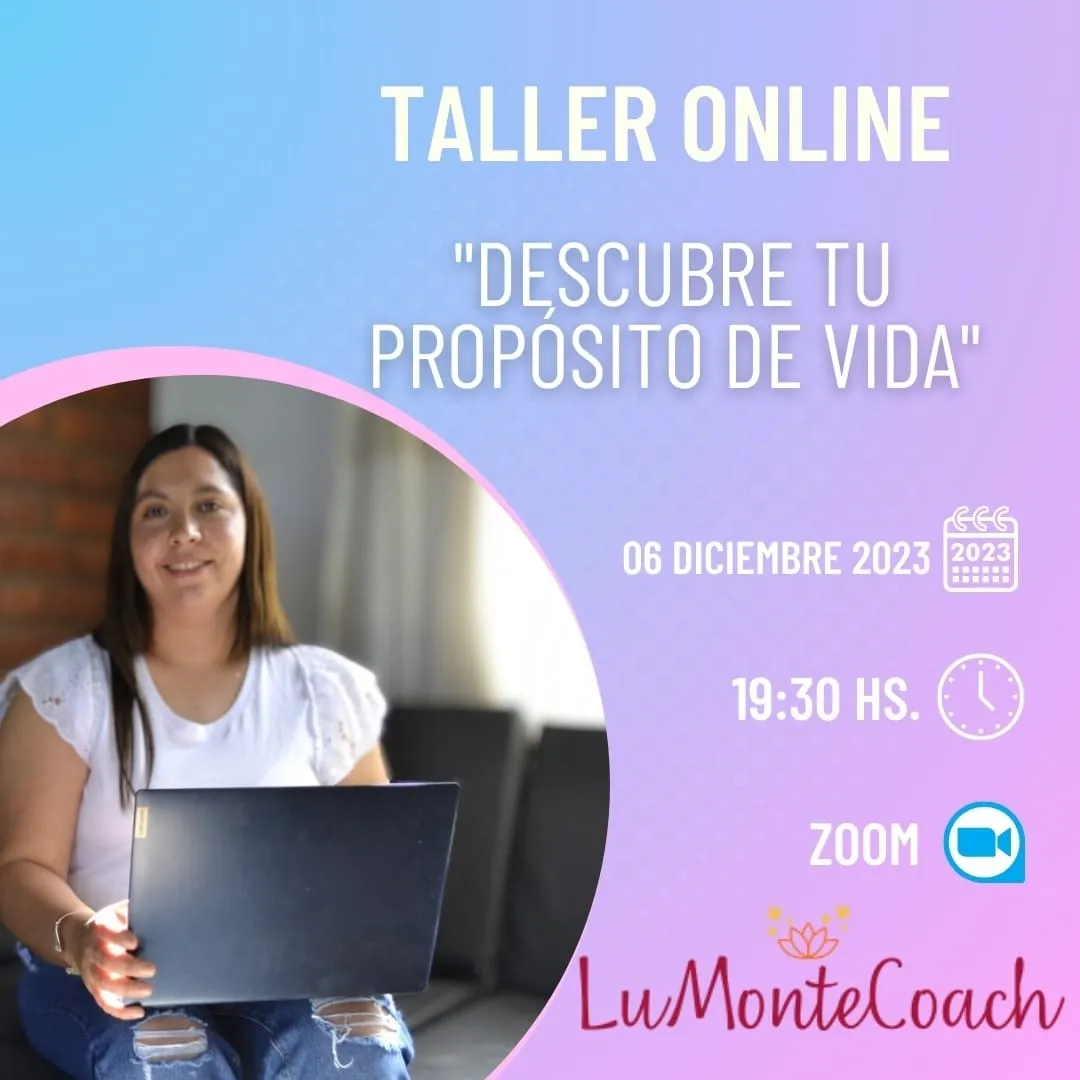 TALLER ONLINE
"DESCUBRE TU
PROPÓSITO DE VIDA"
06 DICIEMBRE 2023
2023
19:30 HS.
ZOOM
LuMonteCoach